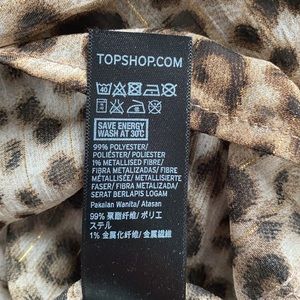 TOPSHOP.COM
40
SAVE ENERGY
WASH AT 30°C
99% POLYESTER/
POLIÉSTER/ POLIESTER
1% METALLISED FIBRE/
FIBRA METALIZADAS/ FIBRE
MÉTALLISÉE/ METALLISIERTE
FASER/ FIBRA METALIZADA/
SERAT BERLAPIS LOGAM
Pakaian Wanita/ Atasan
99% 聚酯纤维/ ポリエ
ステル
1% 金属化纤维/ 金属繊維